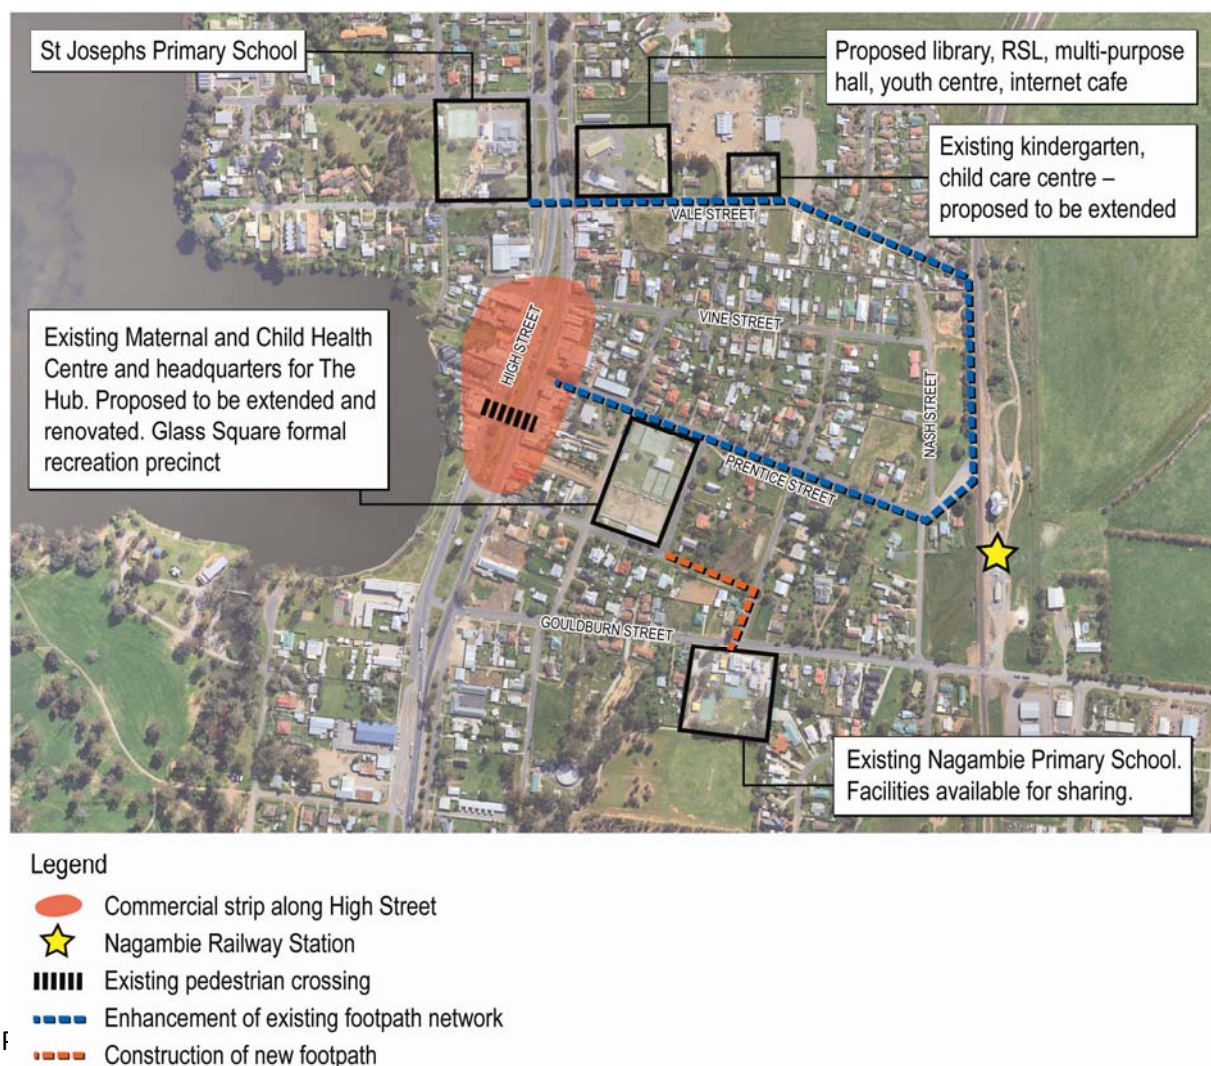 St Josephs Primary School
Proposed library, RSL, multi-purpose
hall, youth centre, internet cafe
Existing kindergarten,
child care centre –
proposed to be extended
VALE STREET
Existing Maternal and Child Health
Centre and headquarters for The
Hub. Proposed to be extended and
renovated. Glass Square formal
recreation precinct
HIGH STREET
VINE STREET
NASH STREET
PRENTICE STREET
GOULDBURN STREET
Existing Nagambie Primary School.
Facilities available for sharing.
Legend
Commercial strip along High Street
Nagambie Railway Station
Existing pedestrian crossing
Enhancement of existing footpath network
Construction of new footpath